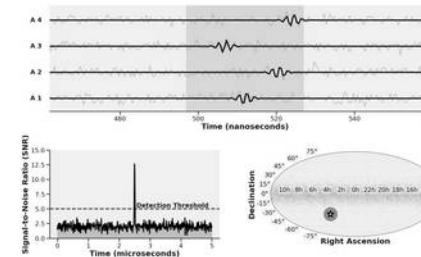 A 4
A 3
A 2
A 1
480 500 520 540
Time (nanoseconds)
Signal-to-Noise Ratio (SNR)
15.0
12.5
10.0
7.5
5.0
2.5
0.0
Detection Threshold
0 1 2 3 4 5
Time (microseconds)
Declination
75°
60°
45°
30°
15°
0°
-15°
-30°
-45°
-60°
-75°
10h 8h 6h 4h 2h 0h 22h 20h 18h 16h
Right Ascension